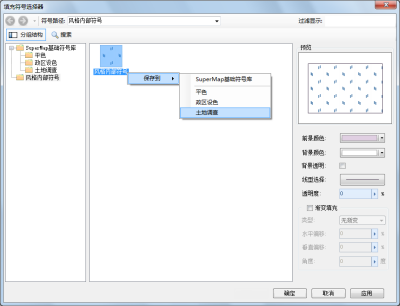 填充符号选择器
符号路径: 风格内部符号
过滤显示:
分级结构 搜索
SuperMap基础符号库
平色
政区设色
土地调查
风格内部符号
风格内部符号
保存到
SuperMap基础符号库
平色
政区设色
土地调查
预览
前景颜色:
背景颜色:
背景透明:
线型选择:
透明度: 0 %
渐变填充
类型: 无渐变
水平偏移: 0 %
垂直偏移: 0 %
角度: 0 度
确定 取消 应用